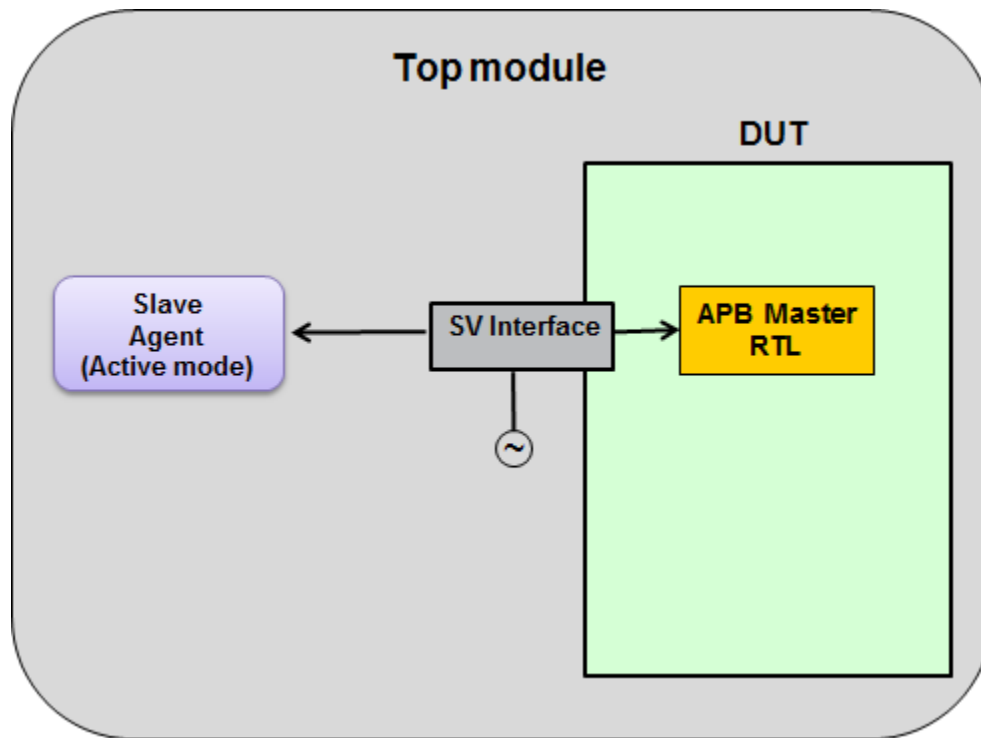 Top module
DUT
Slave
Agent
(Active mode)
SV Interface
APB Master
RTL
~